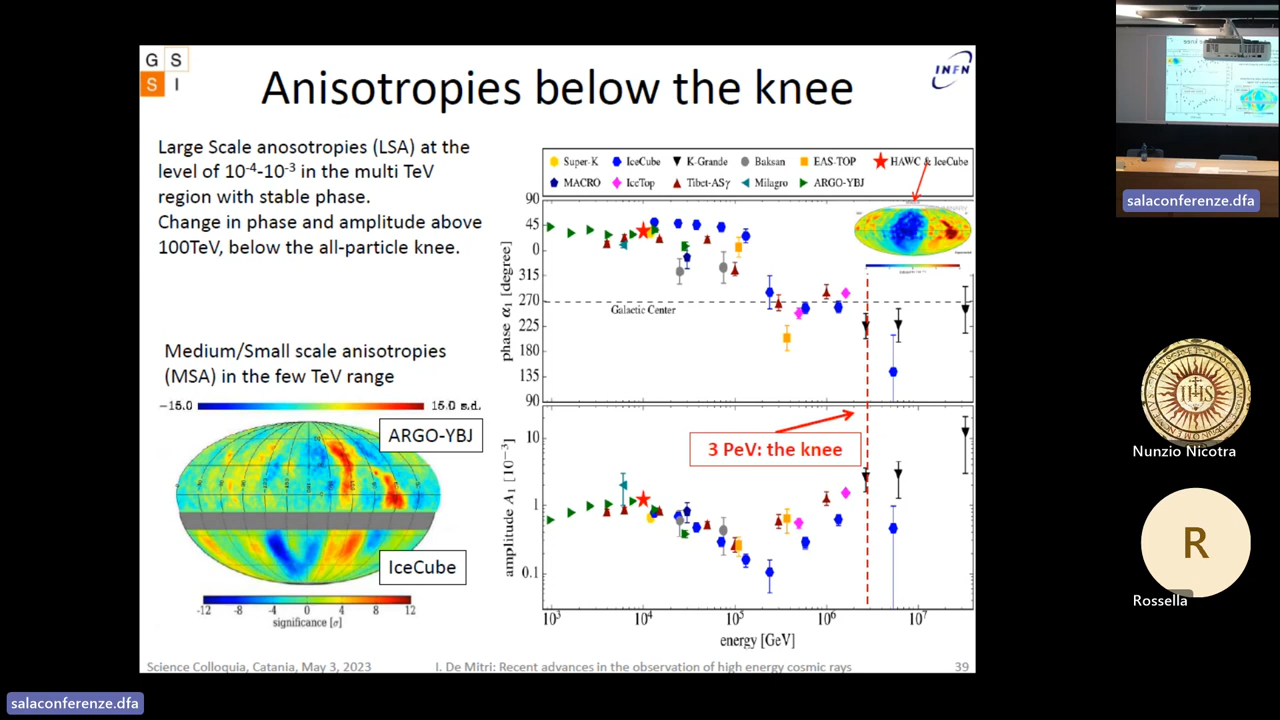 G S
S I
Anisotropies below the knee
INFN
Large Scale anosotropies (LSA) at the
level of 10⁻⁴-10⁻³ in the multi TeV
region with stable phase.
Change in phase and amplitude above
100TeV, below the all-particle knee.
Medium/Small scale anisotropies
(MSA) in the few TeV range
−15.0 15.0 s.d.
ARGO-YBJ
IceCube
-12 -8 -4 0 4 8 12
significance [σ]
Super-K IceCube K-Grande Baksan EAS-TOP HAWC & IceCube
MACRO IceTop Tibet-ASγ Milagro ARGO-YBJ
90
45
0
315
270
225
180
135
90
phase α₁ [degree]
Galactic Center
3 PeV: the knee
10
1
0.1
amplitude A₁ [10⁻³]
10³ 10⁴ 10⁵ 10⁶ 10⁷
energy [GeV]
Science Colloquia, Catania, May 3, 2023 I. De Mitri: Recent advances in the observation of high energy cosmic rays 39
salaconferenze.dfa
IHS
Nunzio Nicotra
R
Rossella
salaconferenze.dfa